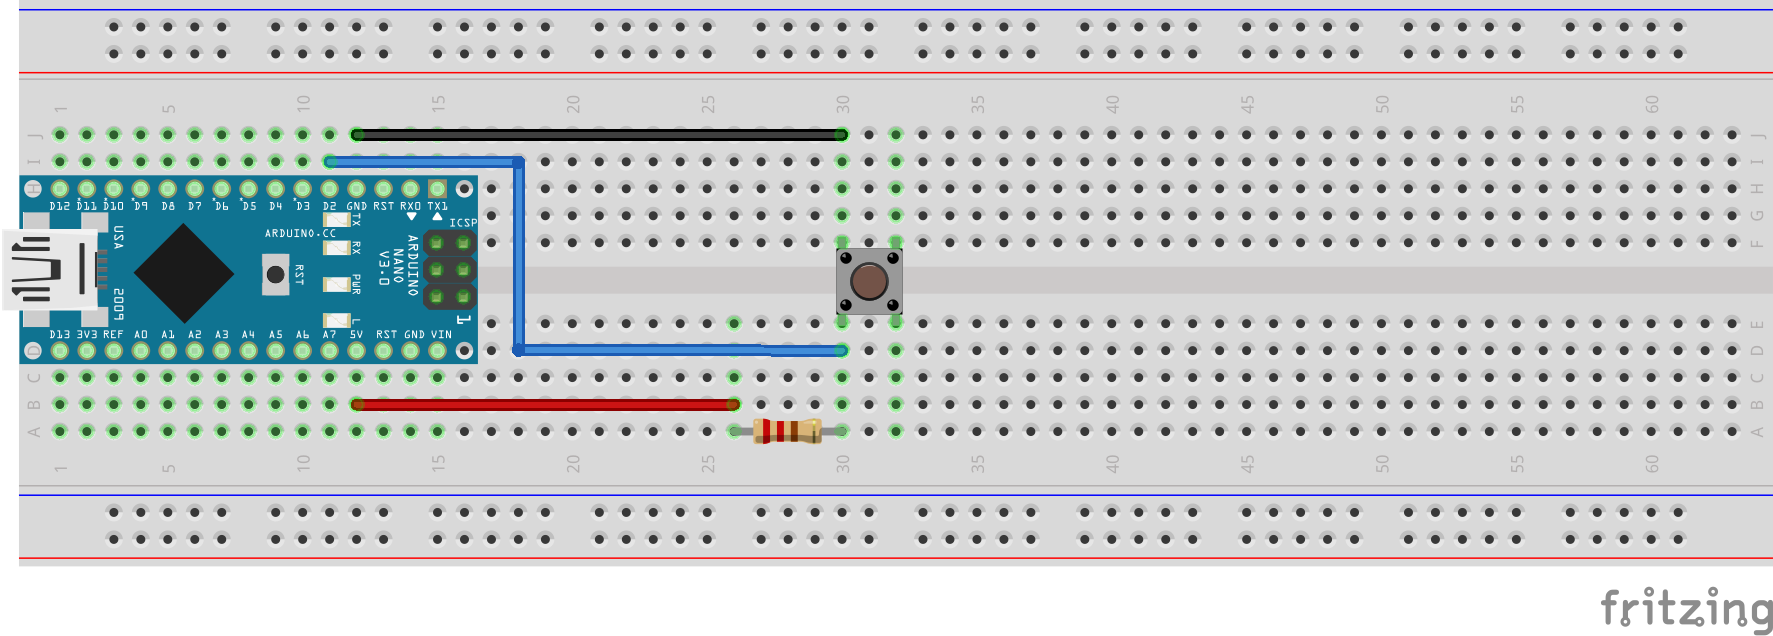 1 5 10 15 20 25 30 35 40 45 50 55 60
J J
I I
H H
D12 D11 D10 D9 D8 D7 D6 D5 D4 D3 D2 GND RST RX0 TX1
G G
TX
ICSP
USA
ARDUINO.CC
RX
ARDUINO
NANO
V3.0
F F
RST
PWR
2009
L
1
E E
D13 3V3 REF A0 A1 A2 A3 A4 A5 A6 A7 5V RST GND VIN
D D
C C
B B
A A
1 5 10 15 20 25 30 35 40 45 50 55 60
fritzing